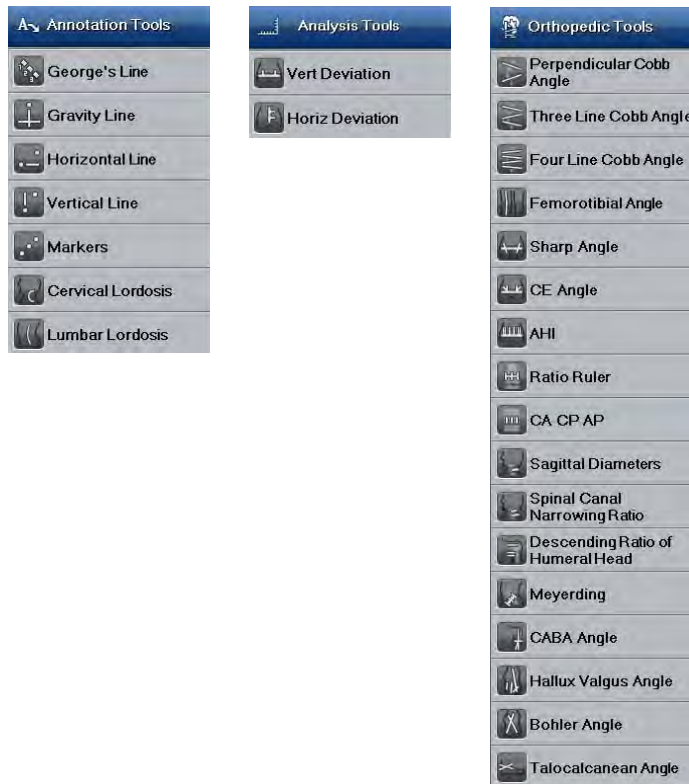 Annotation Tools
George's Line
Gravity Line
Horizontal Line
Vertical Line
Markers
Cervical Lordosis
Lumbar Lordosis
Analysis Tools
Vert Deviation
Horiz Deviation
Orthopedic Tools
Perpendicular Cobb
Angle
Three Line Cobb Angle
Four Line Cobb Angle
Femorotibial Angle
Sharp Angle
CE Angle
AHI
Ratio Ruler
CA CP AP
Sagittal Diameters
Spinal Canal
Narrowing Ratio
Descending Ratio of
Humeral Head
Meyerding
CABA Angle
Hallux Valgus Angle
Bohler Angle
Talocalcanean Angle